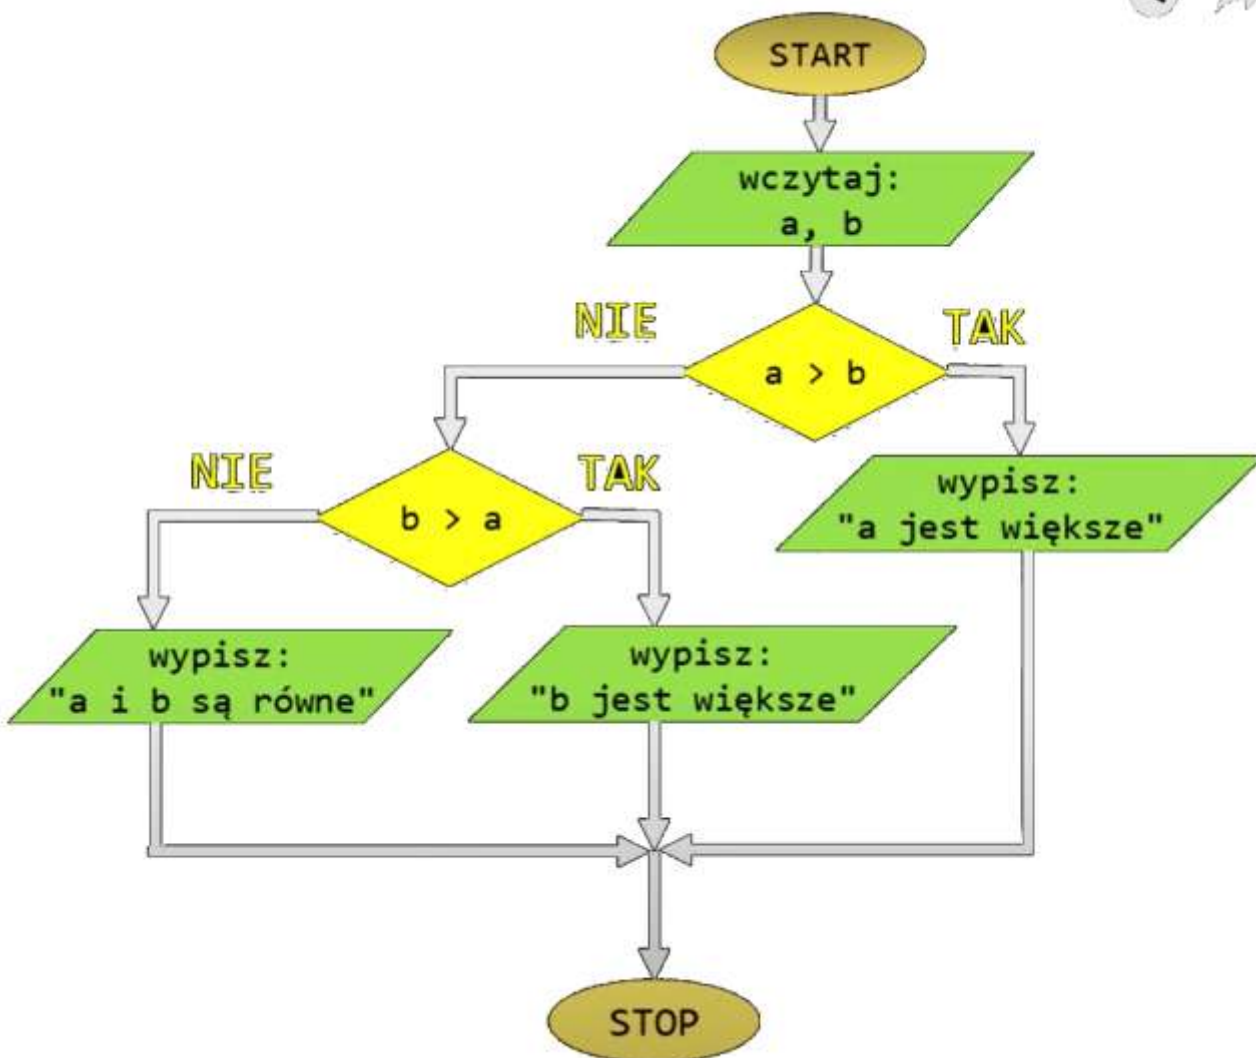 START
wczytaj:
a, b
NIE
TAK
a > b
NIE
TAK
b > a
wypisz:
"a jest większe"
wypisz:
"a i b są równe"
wypisz:
"b jest większe"
STOP